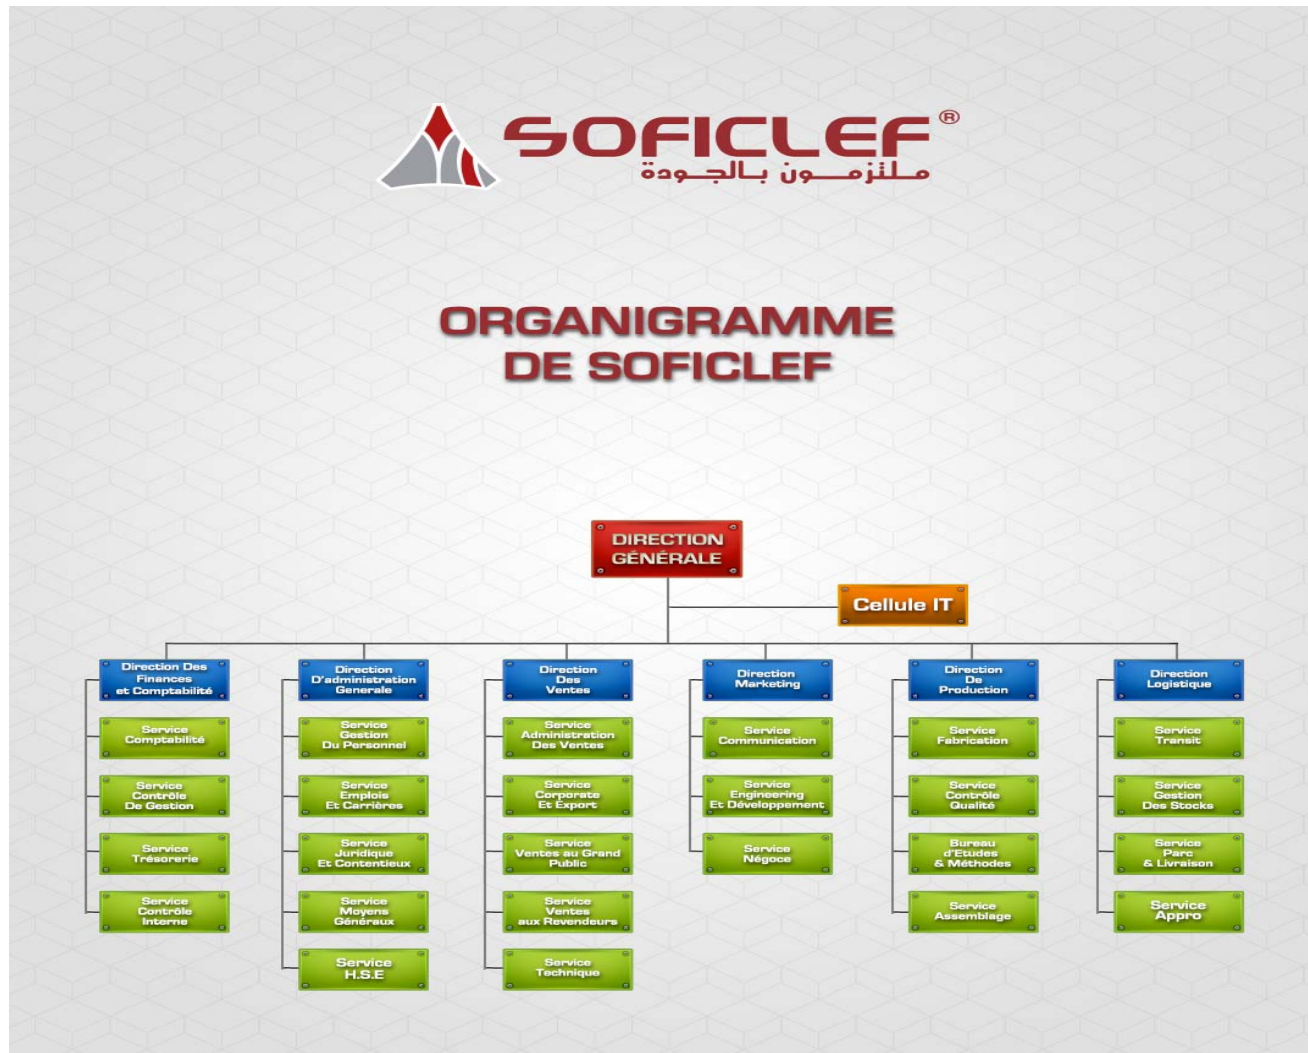 SOFICLEF®
ملتزمون بالجودة
ORGANIGRAMME
DE SOFICLEF
DIRECTION
GÉNÉRALE
Cellule IT
Direction Des
Finances
et Comptabilité
Service
Comptabilité
Service
Contrôle
De Gestion
Service
Trésorerie
Service
Contrôle
Interne
Direction
D'administration
Generale
Service
Gestion
Du Personnel
Service
Emplois
Et Carrières
Service
Juridique
Et Contentieux
Service
Moyens
Généraux
Service
H.S.E
Direction
Des
Ventes
Service
Administration
Des Ventes
Service
Corporate
Et Export
Service
Ventes au Grand
Public
Service
Ventes
aux Revendeurs
Service
Technique
Direction
Marketing
Service
Communication
Service
Engineering
Et Développement
Service
Négoce
Direction
De
Production
Service
Fabrication
Service
Contrôle
Qualité
Bureau
d'Etudes
& Méthodes
Service
Assemblage
Direction
Logistique
Service
Transit
Service
Gestion
Des Stocks
Service
Parc
& Livraison
Service
Appro